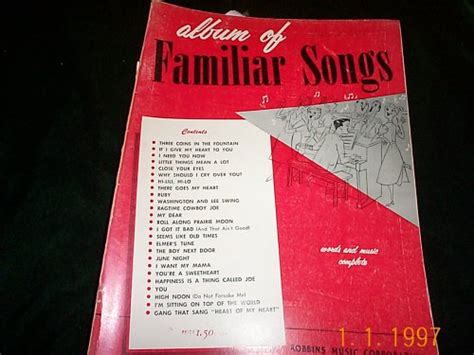 album of
Familiar Songs
Contents
THREE COINS IN THE FOUNTAIN
IF I GIVE MY HEART TO YOU
I NEED YOU NOW
LITTLE THINGS MEAN A LOT
CLOSE YOUR EYES
WHY SHOULD I CRY OVER YOU?
HI-LILI, HI-LO
THERE GOES MY HEART
RUBY
WASHINGTON AND LEE SWING
RAGTIME COWBOY JOE
MY DEAR
ROLL ALONG PRAIRIE MOON
I GOT IT BAD (And That Ain't Good)
SEEMS LIKE OLD TIMES
ELMER'S TUNE
THE BOY NEXT DOOR
JUNE NIGHT
I WANT MY MAMA
YOU'RE A SWEETHEART
HAPPINESS IS A THING CALLED JOE
YOU
HIGH NOON (Do Not Forsake Me)
I'M SITTING ON TOP OF THE WORLD
GANG THAT SANG "HEART OF MY HEART"
words and music
complete
1.50
ROBBINS MUSIC CORPORA
1. 1. 1997